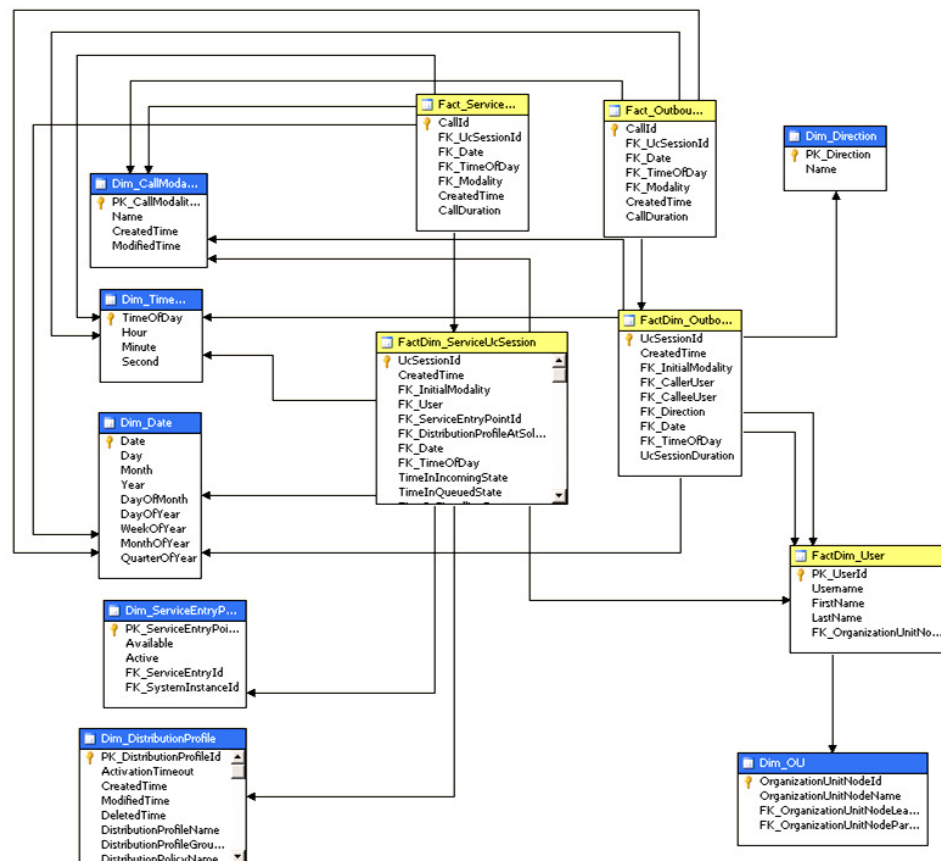 Fact_Service...
CallId
FK_UcSessionId
FK_Date
FK_TimeOfDay
FK_Modality
CreatedTime
CallDuration
Fact_Outbou...
CallId
FK_UcSessionId
FK_Date
FK_TimeOfDay
FK_Modality
CreatedTime
CallDuration
Dim_Direction
PK_Direction
Name
Dim_CallModa...
PK_CallModalit...
Name
CreatedTime
ModifiedTime
Dim_Time...
TimeOfDay
Hour
Minute
Second
FactDim_ServiceUcSession
UcSessionId
CreatedTime
FK_InitialModality
FK_User
FK_ServiceEntryPointId
FK_DistributionProfileAtSol...
FK_Date
FK_TimeOfDay
TimeInIncomingState
TimeInQueuedState
FactDim_Outbo...
UcSessionId
CreatedTime
FK_InitialModality
FK_CallerUser
FK_CalleeUser
FK_Direction
FK_Date
FK_TimeOfDay
UcSessionDuration
Dim_Date
Date
Day
Month
Year
DayOfMonth
DayOfYear
WeekOfYear
MonthOfYear
QuarterOfYear
FactDim_User
PK_UserId
Username
FirstName
LastName
FK_OrganizationUnitNo...
Dim_ServiceEntryP...
PK_ServiceEntryPoi...
Available
Active
FK_ServiceEntryId
FK_SystemInstanceId
Dim_DistributionProfile
PK_DistributionProfileId
ActivationTimeout
CreatedTime
ModifiedTime
DeletedTime
DistributionProfileName
DistributionProfileGrou...
DistributionPolicyName
Dim_OU
OrganizationUnitNodeId
OrganizationUnitNodeName
FK_OrganizationUnitNodeLea...
FK_OrganizationUnitNodePar...